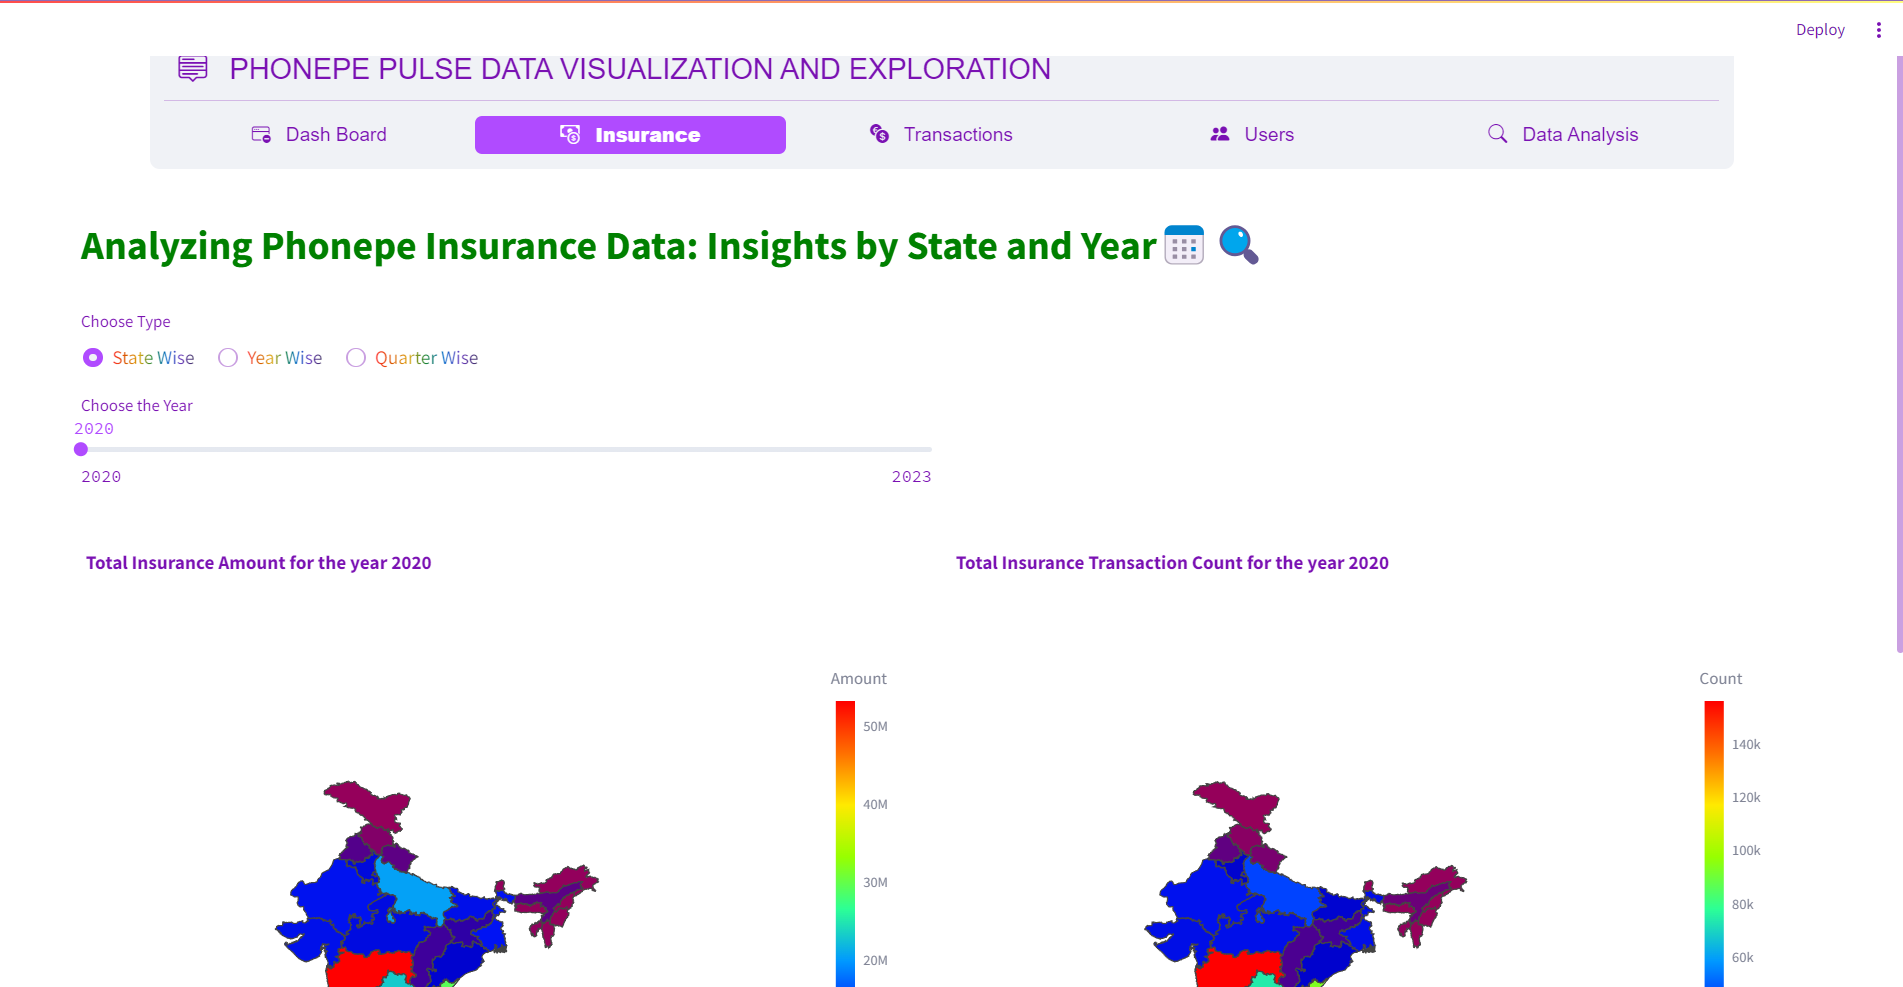 Deploy
PHONEPE PULSE DATA VISUALIZATION AND EXPLORATION
Dash Board
Insurance
Transactions
Users
Data Analysis
Analyzing Phonepe Insurance Data: Insights by State and Year
Choose Type
State Wise
Year Wise
Quarter Wise
Choose the Year
2020
2020
2023
Total Insurance Amount for the year 2020
Amount
50M
40M
30M
20M
Total Insurance Transaction Count for the year 2020
Count
140k
120k
100k
80k
60k